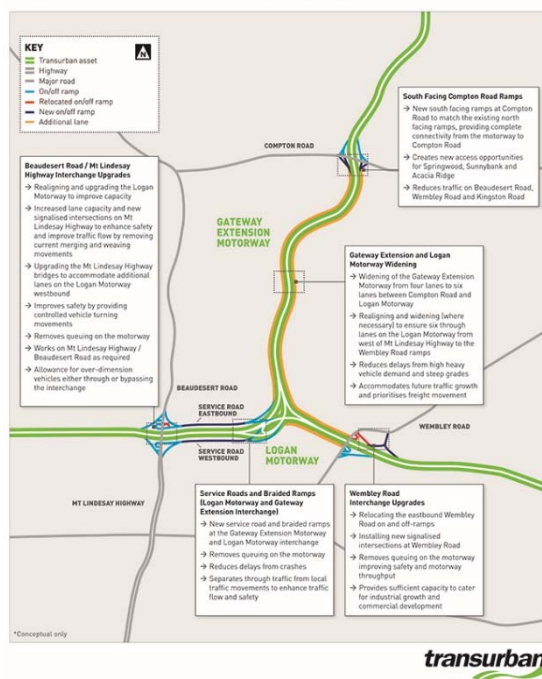 KEY
N
Transurban asset
Highway
Major road
On/off ramp
Relocated on/off ramp
New on/off ramp
Additional lane
South Facing Compton Road Ramps
→ New south facing ramps at Compton
Road to match the existing north
facing ramps, providing complete
connectivity from the motorway to
Compton Road
→ Creates new access opportunities
for Springwood, Sunnybank and
Acacia Ridge
→ Reduces traffic on Beaudesert Road,
Wembley Road and Kingston Road
COMPTON ROAD
Beaudesert Road / Mt Lindesay
Highway Interchange Upgrades
→ Realigning and upgrading the Logan
Motorway to improve capacity
→ Increased lane capacity and new
signalised intersections on Mt
Lindesay Highway to enhance safety
and improve traffic flow by removing
current merging and weaving
movements
→ Upgrading the Mt Lindesay Highway
bridges to accommodate additional
lanes on the Logan Motorway
westbound
→ Improves safety by providing
controlled vehicle turning
movements
→ Removes queuing on the motorway
→ Works on Mt Lindesay Highway /
Beaudesert Road as required
→ Allowance for over-dimension
vehicles either through or bypassing
the interchange
GATEWAY
EXTENSION
MOTORWAY
Gateway Extension and Logan
Motorway Widening
→ Widening of the Gateway Extension
Motorway from four lanes to six
lanes between Compton Road and
Logan Motorway
→ Realigning and widening (where
necessary) to ensure six through
lanes on the Logan Motorway from
west of Mt Lindesay Highway to the
Wembley Road ramps
→ Reduces delays from high heavy
vehicle demand and steep grades
→ Accommodates future traffic growth
and prioritises freight movement
BEAUDESERT ROAD
SERVICE ROAD
EASTBOUND
SERVICE ROAD
WESTBOUND
LOGAN
MOTORWAY
WEMBLEY ROAD
MT LINDESAY HIGHWAY
Service Roads and Braided Ramps
(Logan Motorway and Gateway
Extension Interchange)
→ New service road and braided ramps
at the Gateway Extension Motorway
and Logan Motorway interchange
→ Removes queuing on the motorway
→ Reduces delays from crashes
→ Separates through traffic from local
traffic movements to enhance traffic
flow and safety
Wembley Road
Interchange Upgrades
→ Relocating the eastbound Wembley
Road on and off-ramps
→ Installing new signalised
intersections at Wembley Road
→ Removes queuing on the motorway
improving safety and motorway
throughput
→ Provides sufficient capacity to cater
for industrial growth and
commercial development
*Conceptual only
transurban